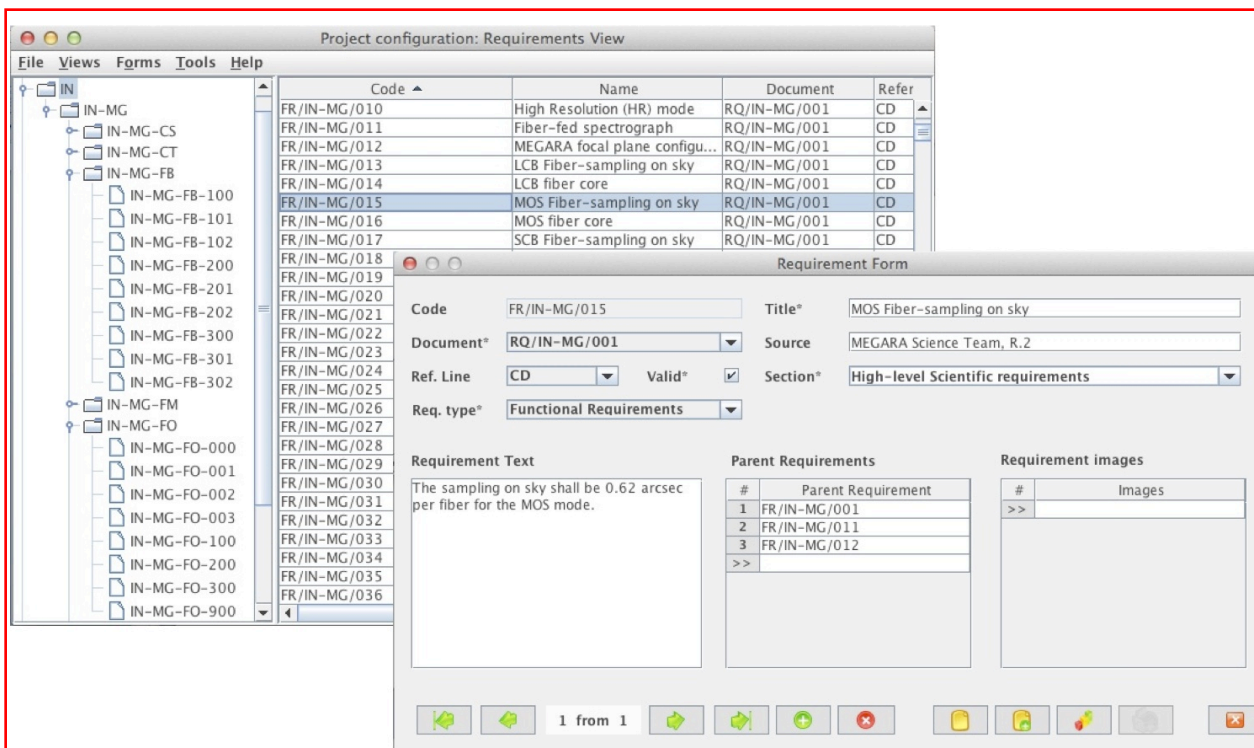 Project configuration: Requirements View
File Views Forms Tools Help
IN
IN-MG
IN-MG-CS
IN-MG-CT
IN-MG-FB
IN-MG-FB-100
IN-MG-FB-101
IN-MG-FB-102
IN-MG-FB-200
IN-MG-FB-201
IN-MG-FB-202
IN-MG-FB-300
IN-MG-FB-301
IN-MG-FB-302
IN-MG-FM
IN-MG-FO
IN-MG-FO-000
IN-MG-FO-001
IN-MG-FO-002
IN-MG-FO-003
IN-MG-FO-100
IN-MG-FO-200
IN-MG-FO-300
IN-MG-FO-900
Code Name Document Refer
FR/IN-MG/010 High Resolution (HR) mode RQ/IN-MG/001 CD
FR/IN-MG/011 Fiber-fed spectrograph RQ/IN-MG/001 CD
FR/IN-MG/012 MEGARA focal plane configu... RQ/IN-MG/001 CD
FR/IN-MG/013 LCB Fiber-sampling on sky RQ/IN-MG/001 CD
FR/IN-MG/014 LCB fiber core RQ/IN-MG/001 CD
FR/IN-MG/015 MOS Fiber-sampling on sky RQ/IN-MG/001 CD
FR/IN-MG/016 MOS fiber core RQ/IN-MG/001 CD
FR/IN-MG/017 SCB Fiber-sampling on sky RQ/IN-MG/001 CD
FR/IN-MG/018
FR/IN-MG/019
FR/IN-MG/020
FR/IN-MG/021
FR/IN-MG/022
FR/IN-MG/023
FR/IN-MG/024
FR/IN-MG/025
FR/IN-MG/026
FR/IN-MG/027
FR/IN-MG/028
FR/IN-MG/029
FR/IN-MG/030
FR/IN-MG/031
FR/IN-MG/032
FR/IN-MG/033
FR/IN-MG/034
FR/IN-MG/035
FR/IN-MG/036
Requirement Form
Code FR/IN-MG/015 Title* MOS Fiber-sampling on sky
Document* RQ/IN-MG/001 Source MEGARA Science Team, R.2
Ref. Line CD Valid* Section* High-level Scientific requirements
Req. type* Functional Requirements
Requirement Text
The sampling on sky shall be 0.62 arcsec
per fiber for the MOS mode.
Parent Requirements
# Parent Requirement
1 FR/IN-MG/001
2 FR/IN-MG/011
3 FR/IN-MG/012
>>
Requirement images
# Images
>>
1 from 1